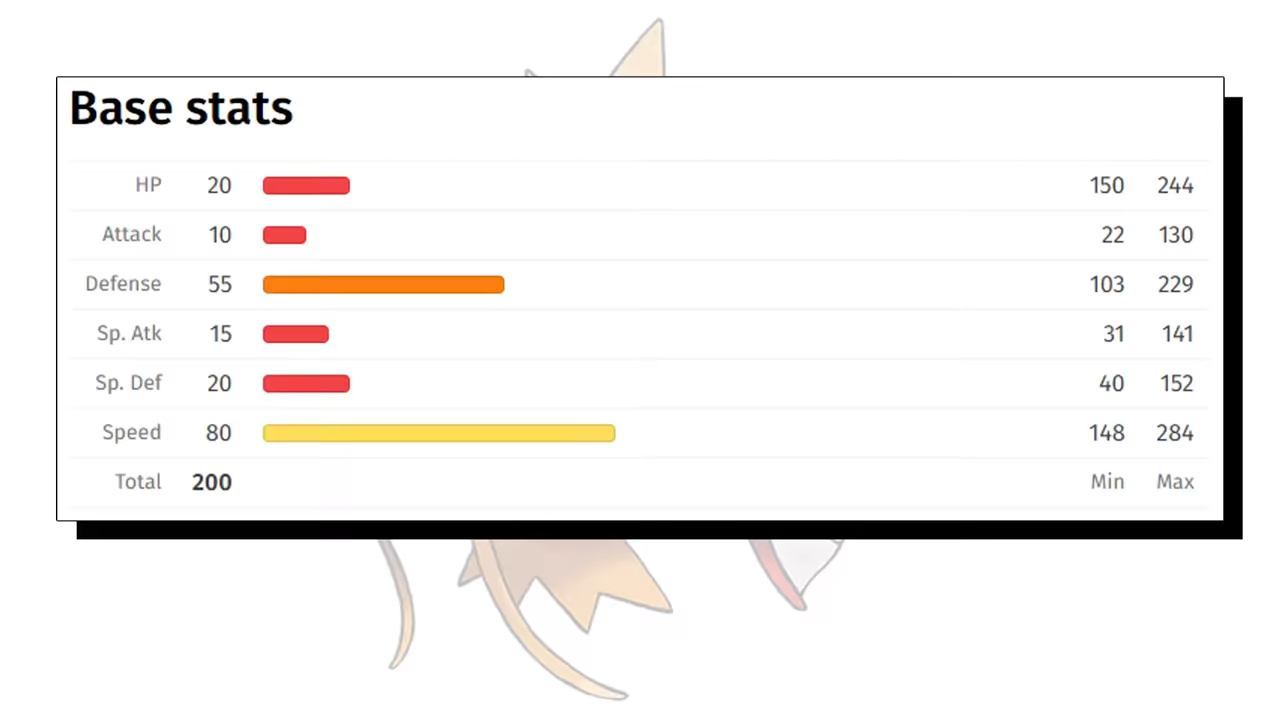 Base stats
HP 20 150 244
Attack 10 22 130
Defense 55 103 229
Sp. Atk 15 31 141
Sp. Def 20 40 152
Speed 80 148 284
Total 200 Min Max